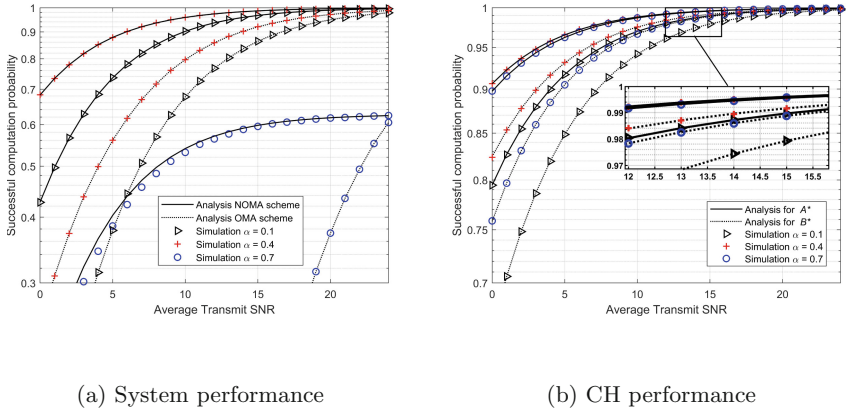 1
0.9
0.8
0.7
0.6
0.5
0.4
0.3
0
5
10
15
20
Successful computation probability
Average Transmit SNR
Analysis NOMA scheme
Analysis OMA scheme
Simulation α = 0.1
Simulation α = 0.4
Simulation α = 0.7
(a) System performance
1
0.95
0.9
0.85
0.8
0.75
0.7
0
5
10
15
20
Successful computation probability
Average Transmit SNR
1
0.99
0.98
0.97
12
12.5
13
13.5
14
14.5
15
15.5
Analysis for A*
Analysis for B*
Simulation α = 0.1
Simulation α = 0.4
Simulation α = 0.7
(b) CH performance